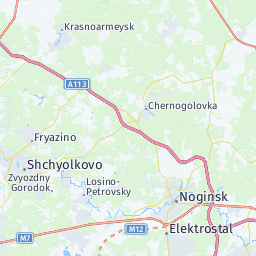 Krasnoarmeysk
A113
Chernogolovka
Fryazino
Shchyolkovo
Zvyozdny
Gorodok
Losino-
Petrovsky
Noginsk
M12
Elektrostal
M7